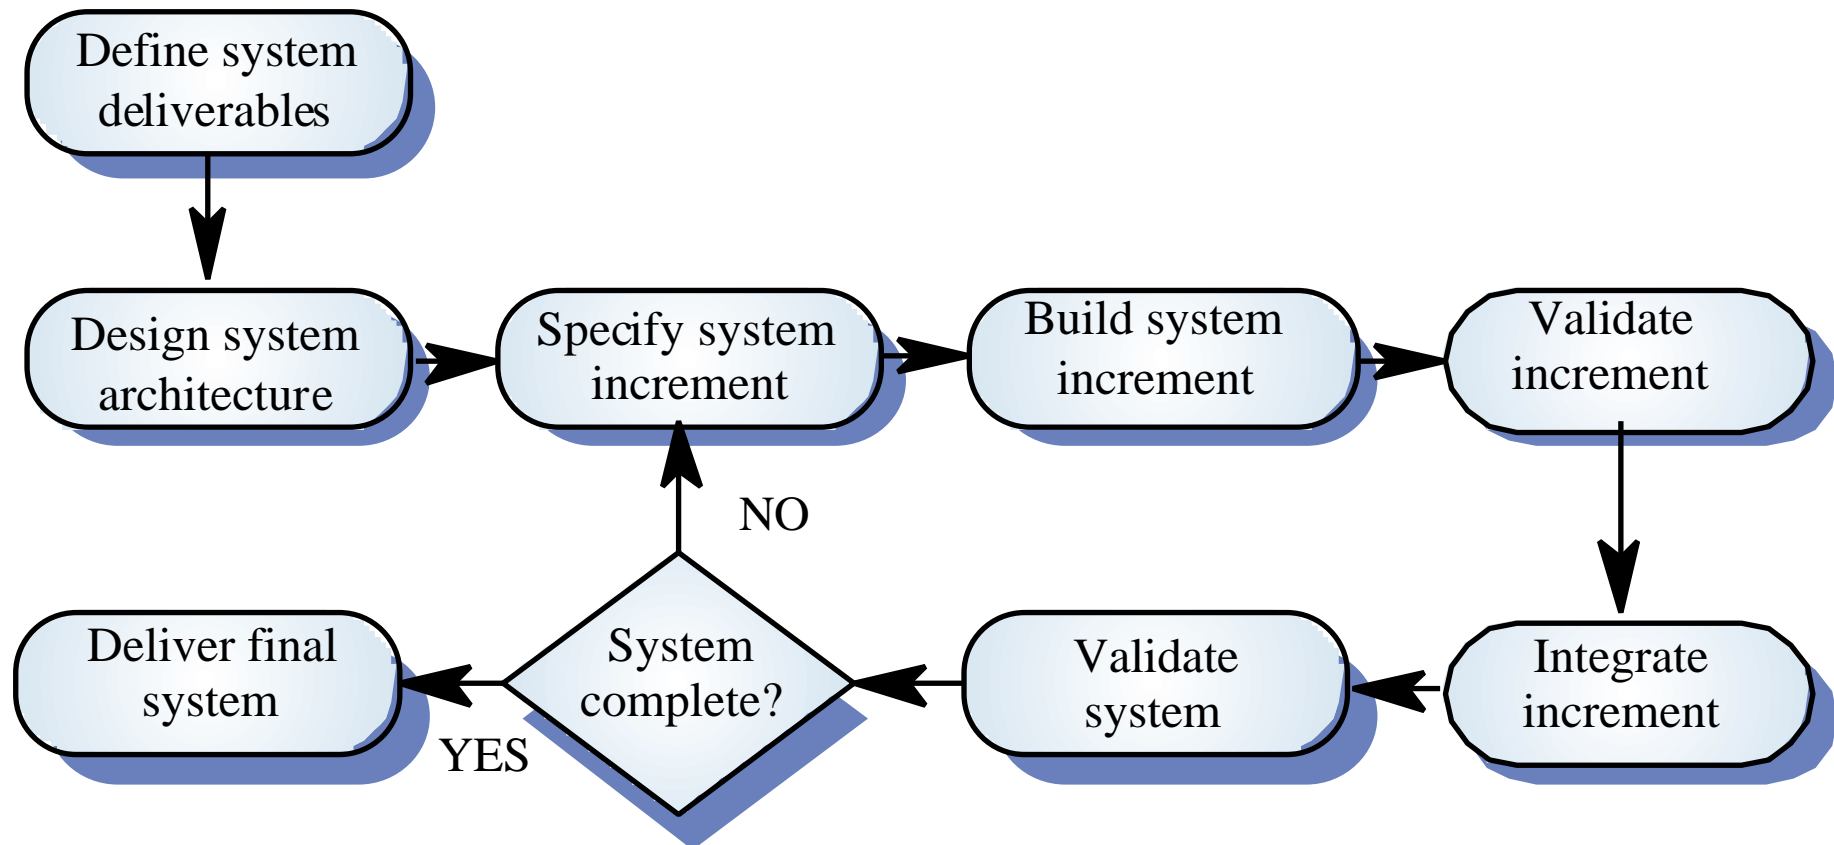 Define system
deliverables
Design system
architecture
Specify system
increment
Build system
increment
Validate
increment
NO
Deliver final
system
YES
System
complete?
Validate
system
Integrate
increment